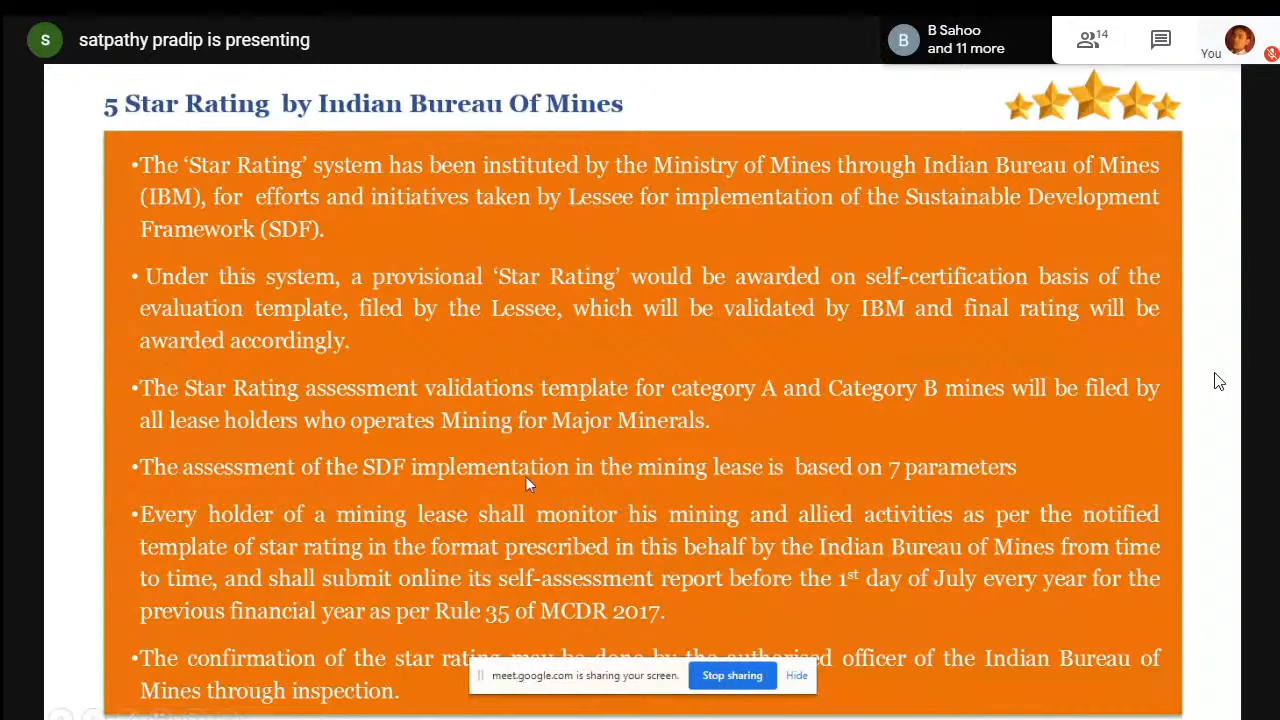 S
satpathy pradip is presenting
B
B Sahoo
and 11 more
14
You
5 Star Rating by Indian Bureau Of Mines
•The ‘Star Rating’ system has been instituted by the Ministry of Mines through Indian Bureau of Mines
(IBM), for efforts and initiatives taken by Lessee for implementation of the Sustainable Development
Framework (SDF).
• Under this system, a provisional ‘Star Rating’ would be awarded on self-certification basis of the
evaluation template, filed by the Lessee, which will be validated by IBM and final rating will be
awarded accordingly.
•The Star Rating assessment validations template for category A and Category B mines will be filed by
all lease holders who operates Mining for Major Minerals.
•The assessment of the SDF implementation in the mining lease is based on 7 parameters
•Every holder of a mining lease shall monitor his mining and allied activities as per the notified
template of star rating in the format prescribed in this behalf by the Indian Bureau of Mines from time
to time, and shall submit online its self-assessment report before the 1st day of July every year for the
previous financial year as per Rule 35 of MCDR 2017.
•The confirmation of the star rating may be done by the authorised officer of the Indian Bureau of
Mines through inspection.
meet.google.com is sharing your screen.
Stop sharing
Hide